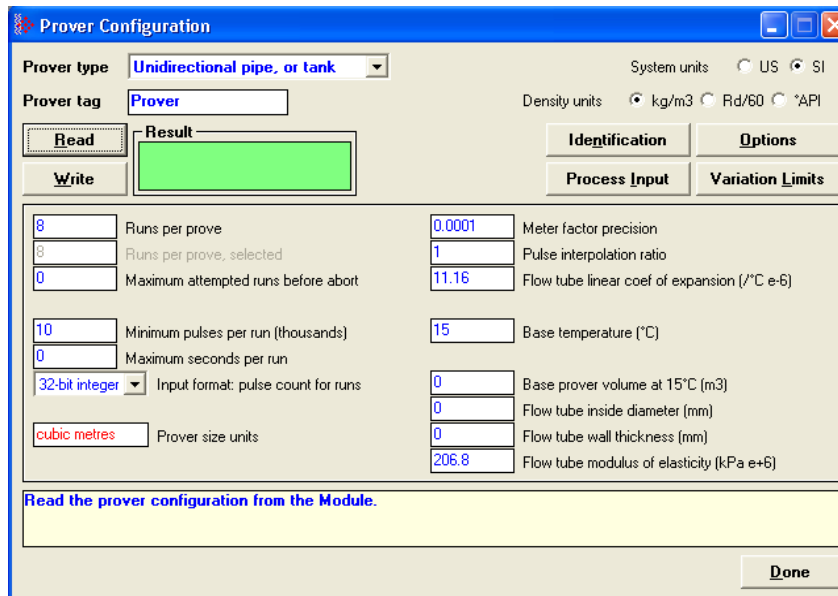 Prover Configuration
Prover type Unidirectional pipe, or tank System units US SI
Prover tag Prover Density units kg/m3 Rd/60 °API
Read Result Identification Options
Write Process Input Variation Limits
8 Runs per prove 0.0001 Meter factor precision
8 Runs per prove, selected 1 Pulse interpolation ratio
0 Maximum attempted runs before abort 11.16 Flow tube linear coef of expansion (/°C e-6)
10 Minimum pulses per run (thousands) 15 Base temperature (°C)
0 Maximum seconds per run
32-bit integer Input format: pulse count for runs 0 Base prover volume at 15°C (m3)
0 Flow tube inside diameter (mm)
cubic metres Prover size units 0 Flow tube wall thickness (mm)
206.8 Flow tube modulus of elasticity (kPa e+6)
Read the prover configuration from the Module.
Done